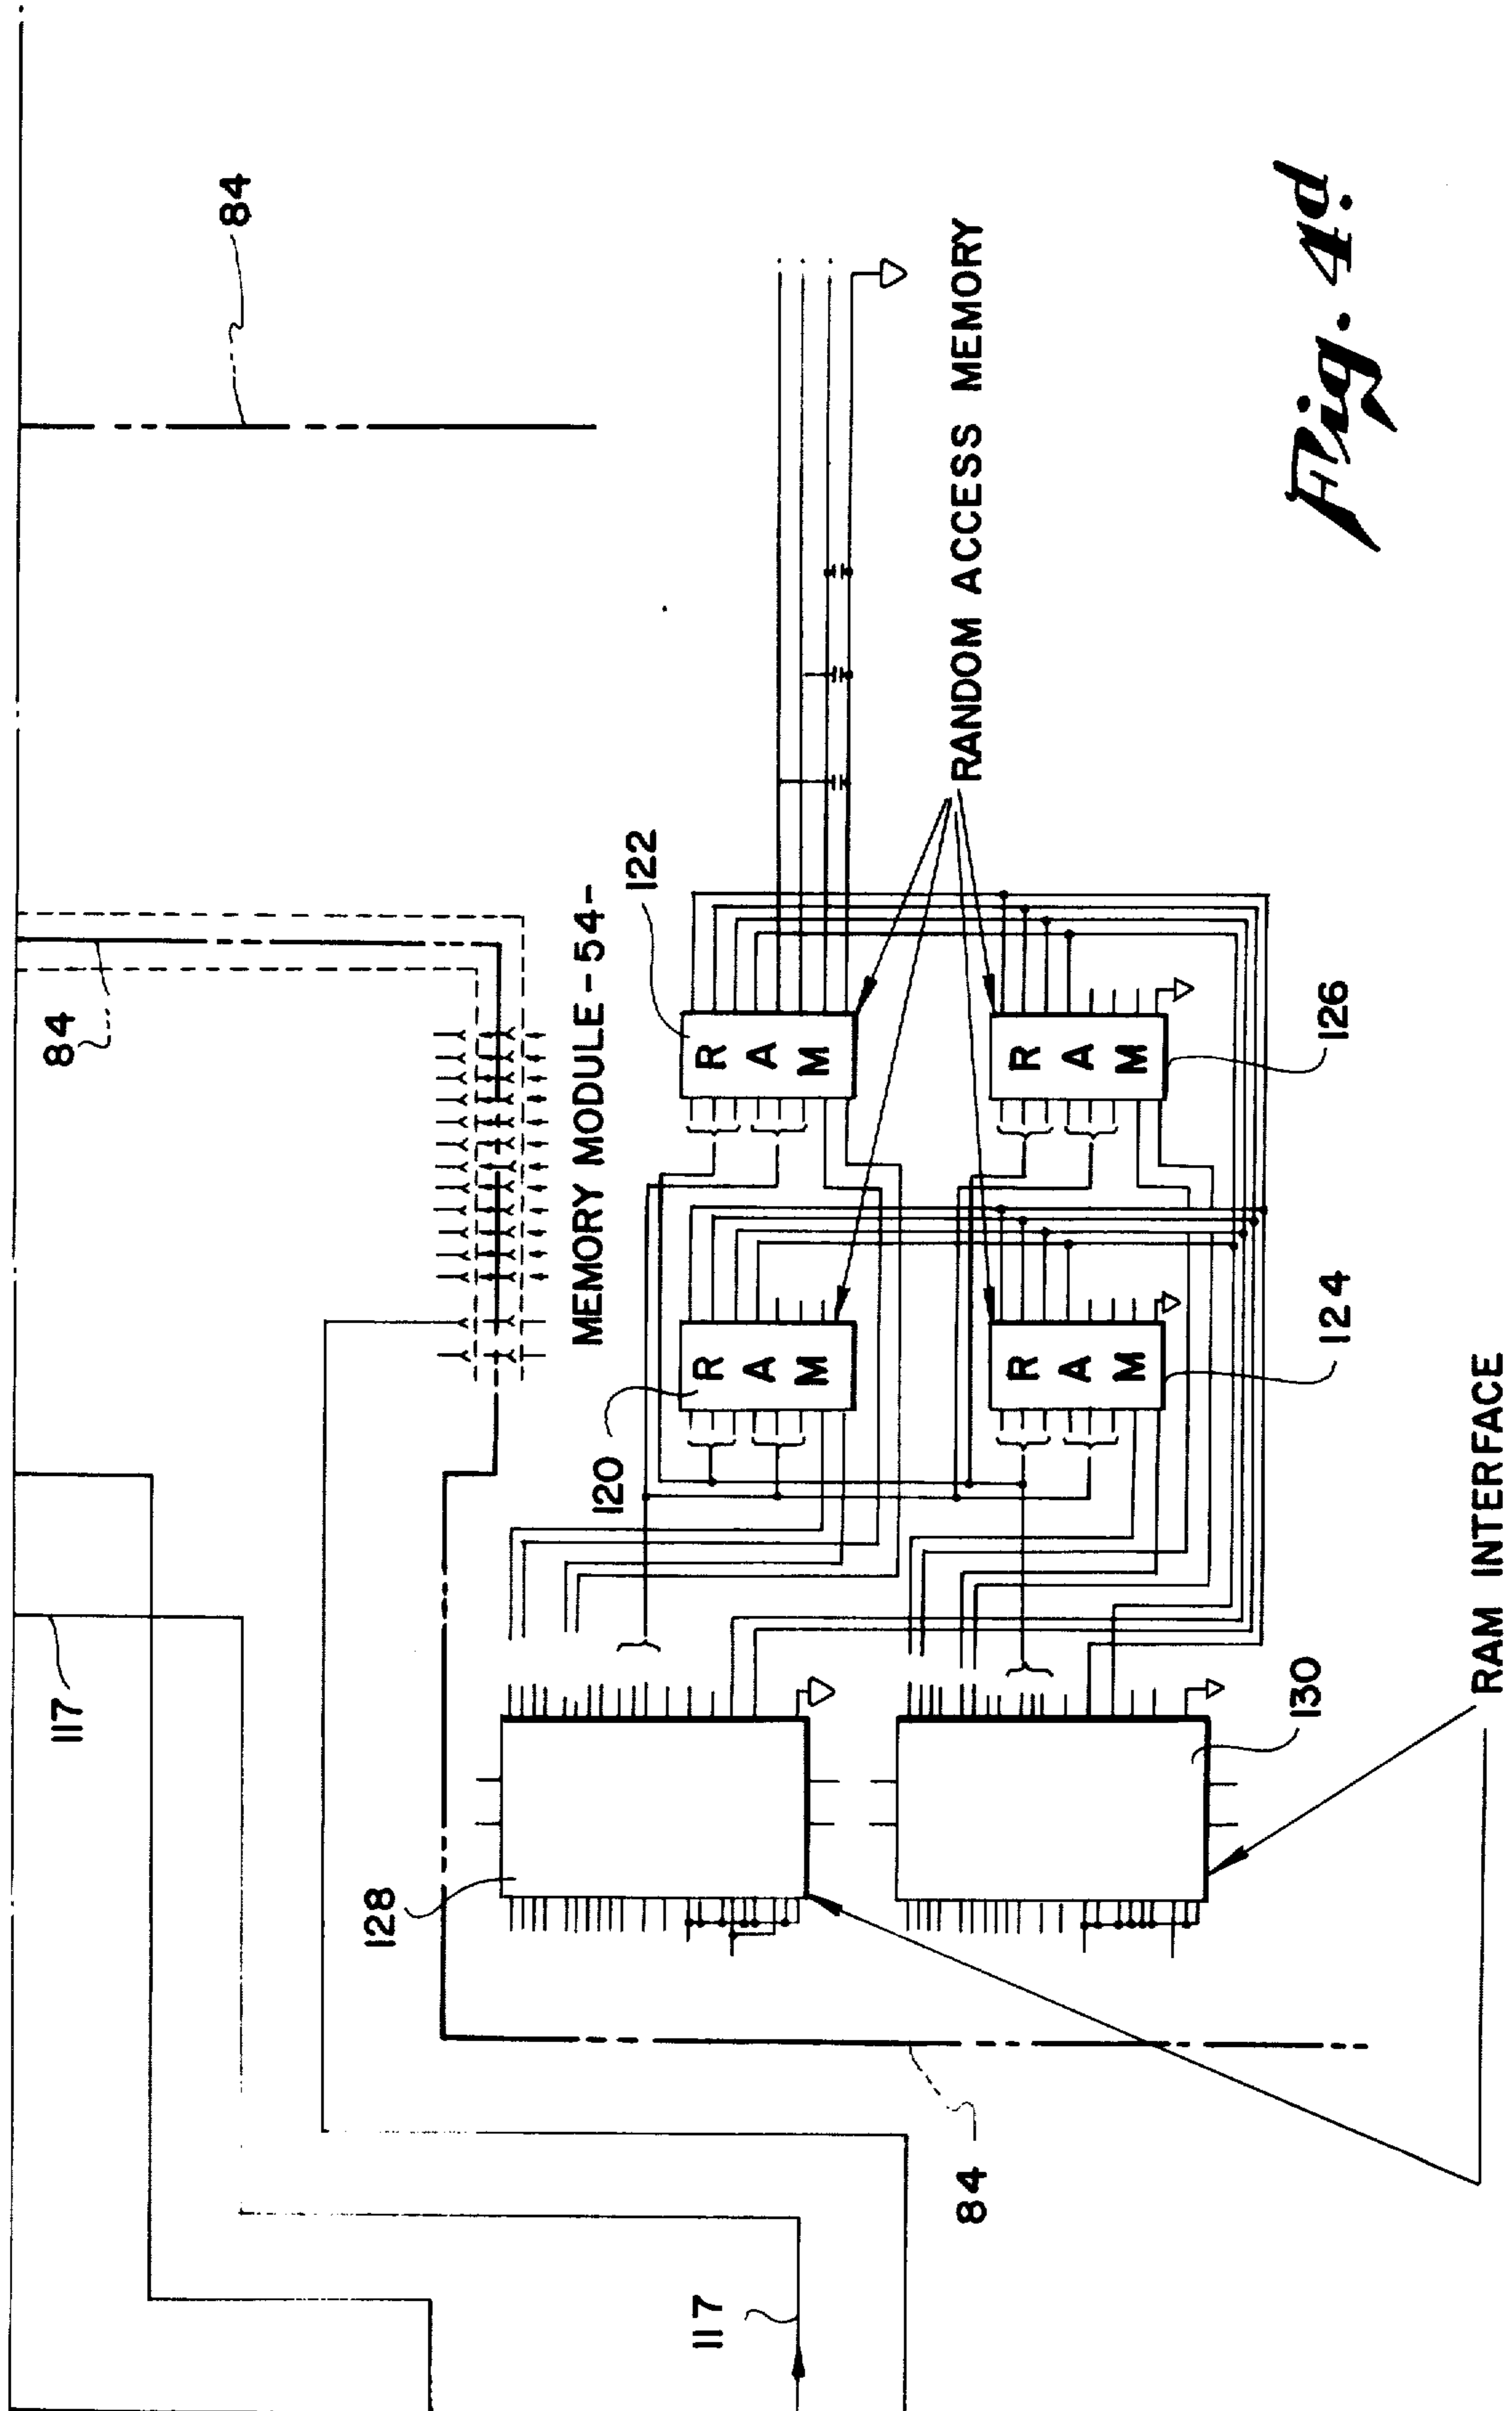 84
84
117
MEMORY MODULE-54-
122
R A M
120
R A M
126
R A M
124
R A M
RANDOM ACCESS MEMORY
128
130
RAM INTERFACE
84
117
Fig. 4d.